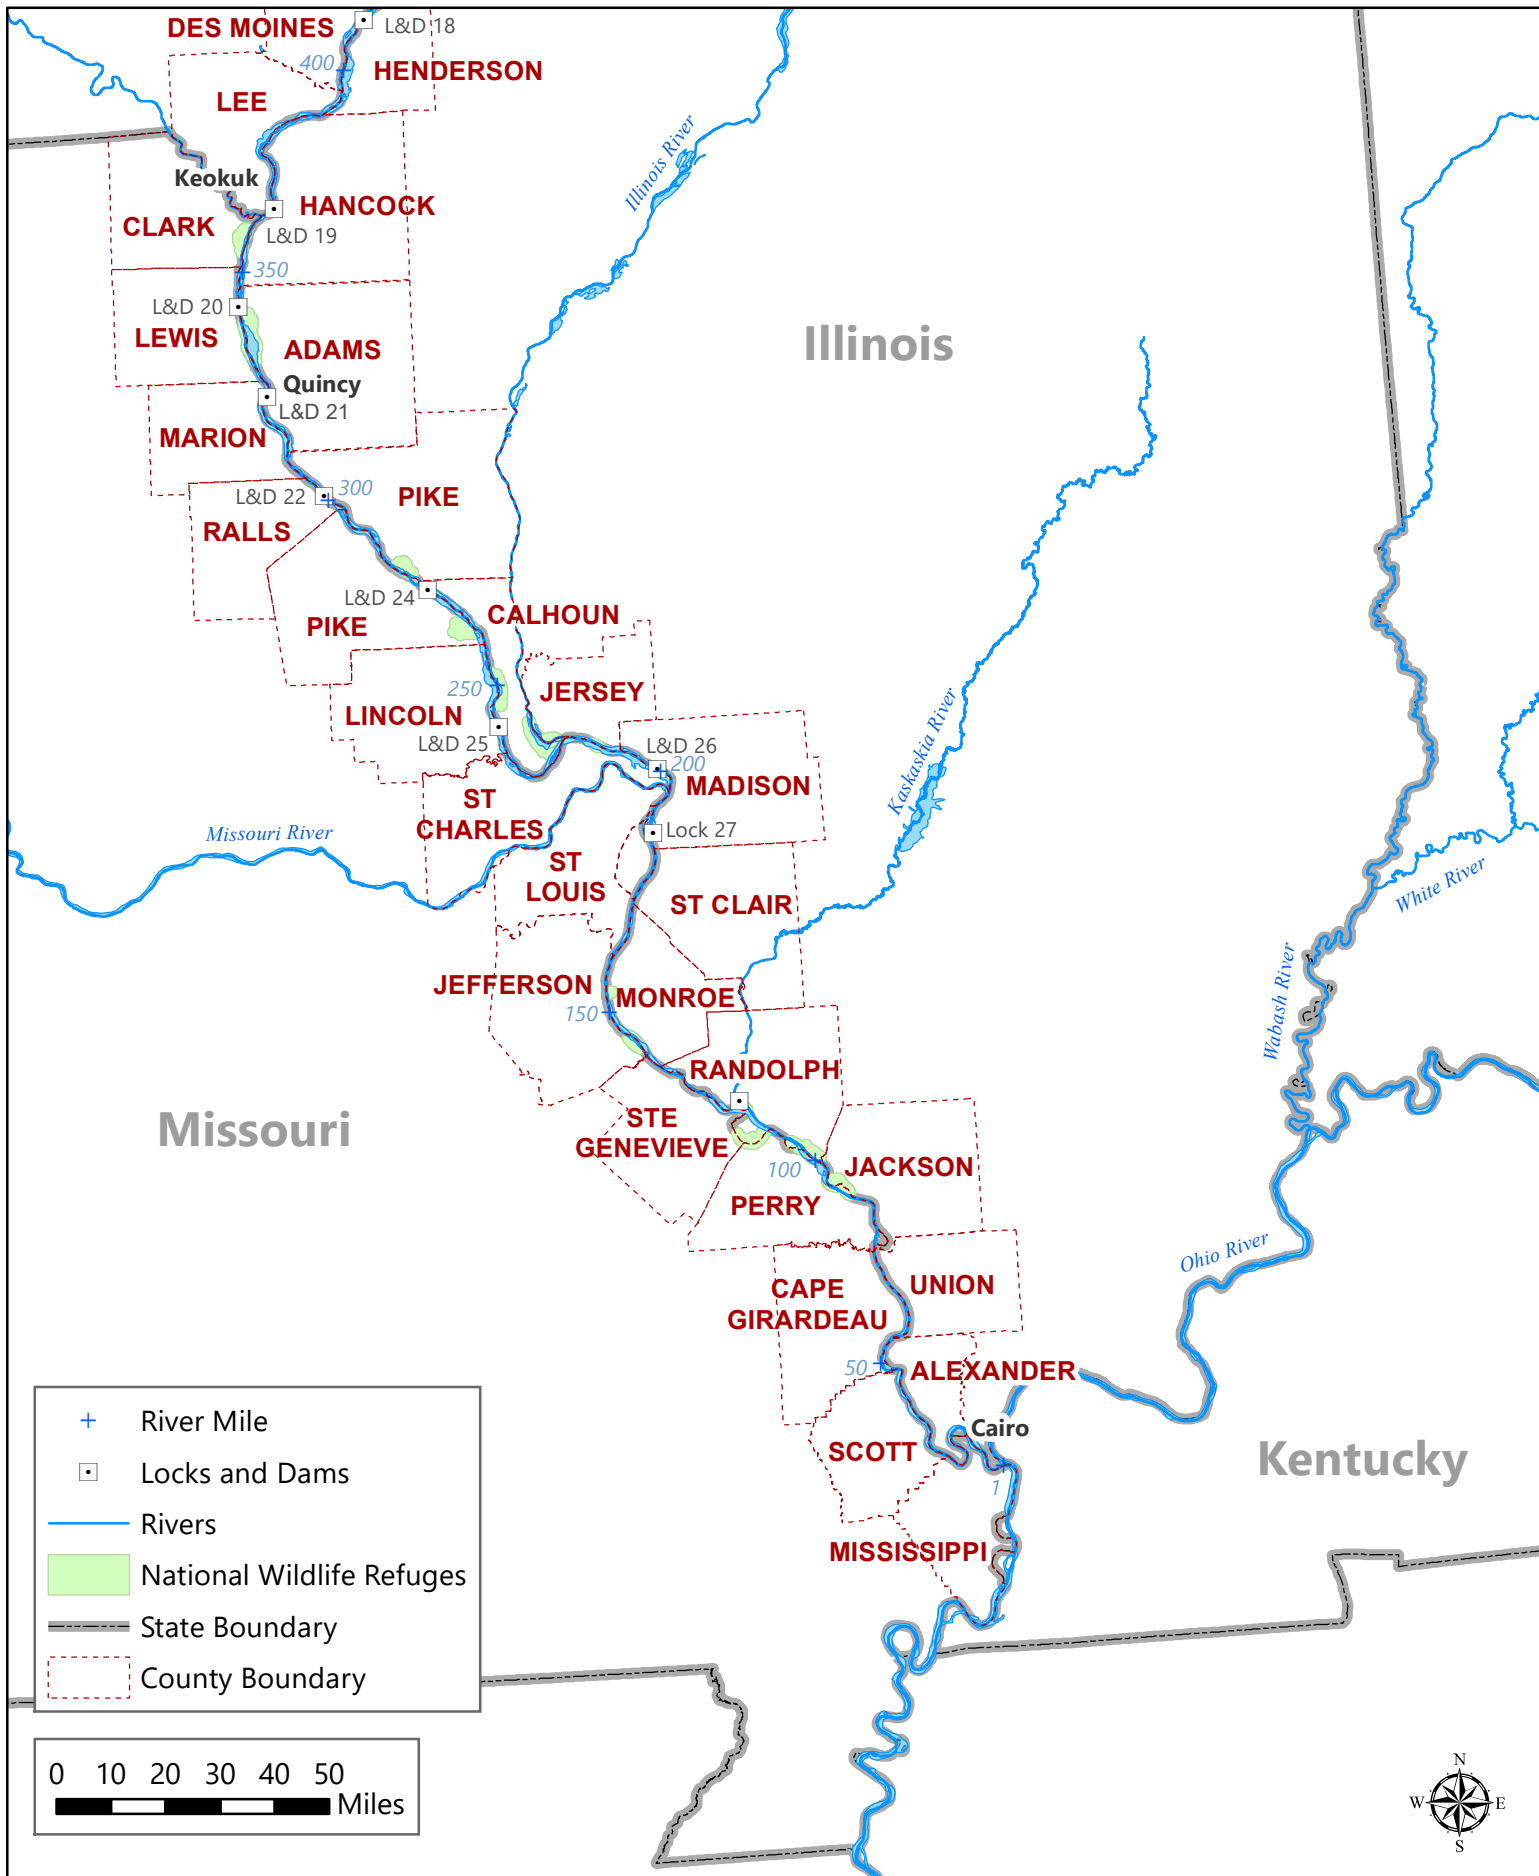 DES MOINES
L&D 18
400
HENDERSON
LEE
Illinois River
Keokuk
HANCOCK
CLARK
L&D 19
350
L&D 20
LEWIS
ADAMS
Illinois
Quincy
L&D 21
MARION
300
L&D 22
PIKE
RALLS
L&D 24
CALHOUN
PIKE
250
JERSEY
LINCOLN
L&D 25
L&D 26
200
MADISON
Kaskaskia River
ST
CHARLES
Missouri River
Lock 27
ST
LOUIS
ST CLAIR
White River
JEFFERSON
MONROE
150
Wabash River
RANDOLPH
Missouri
STE
GENEVIEVE
100
JACKSON
PERRY
Ohio River
CAPE
GIRARDEAU
UNION
50
ALEXANDER
Cairo
SCOTT
Kentucky
1
MISSISSIPPI
River Mile
Locks and Dams
Rivers
National Wildlife Refuges
State Boundary
County Boundary
0 10 20 30 40 50
Miles
N
W E
S